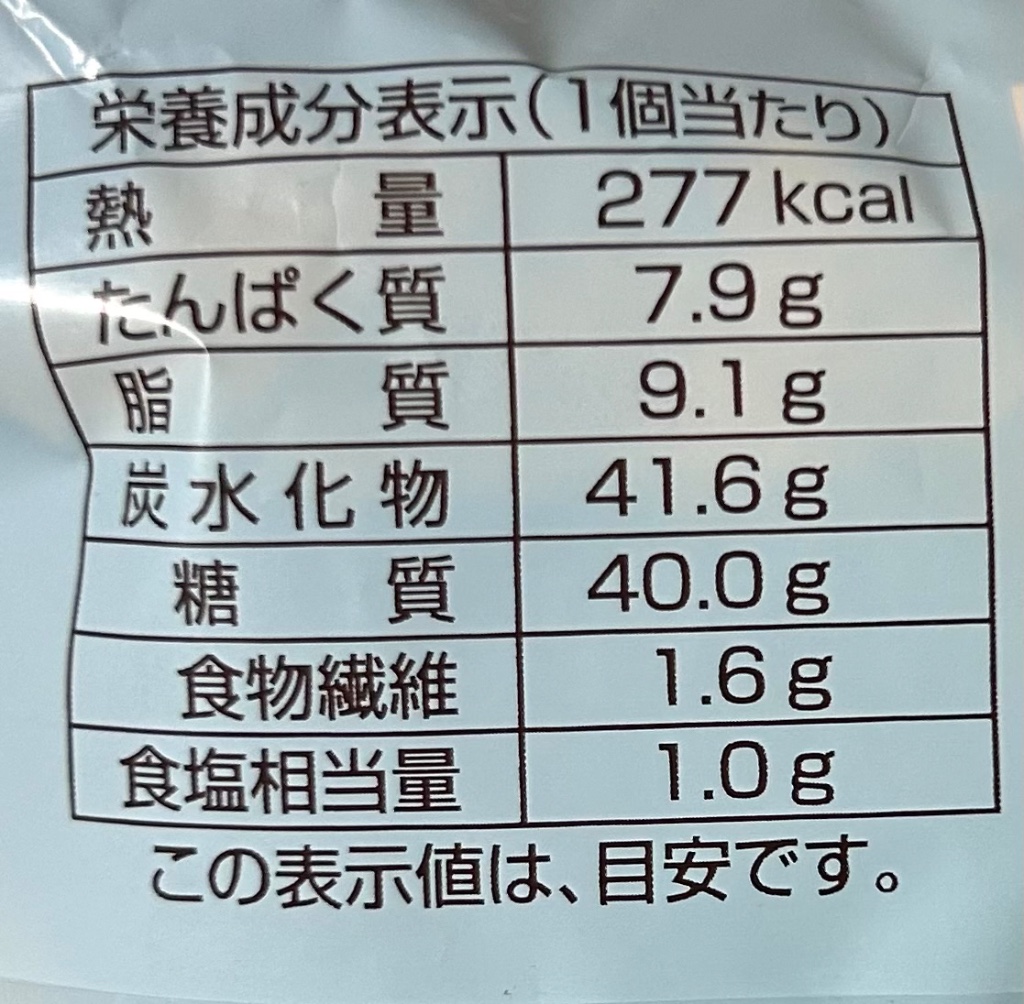 栄養成分表示(1個当たり)
熱量 277 kcal
たんぱく質 7.9 g
脂質 9.1 g
炭水化物 41.6 g
糖質 40.0 g
食物繊維 1.6 g
食塩相当量 1.0 g
この表示値は、目安です。